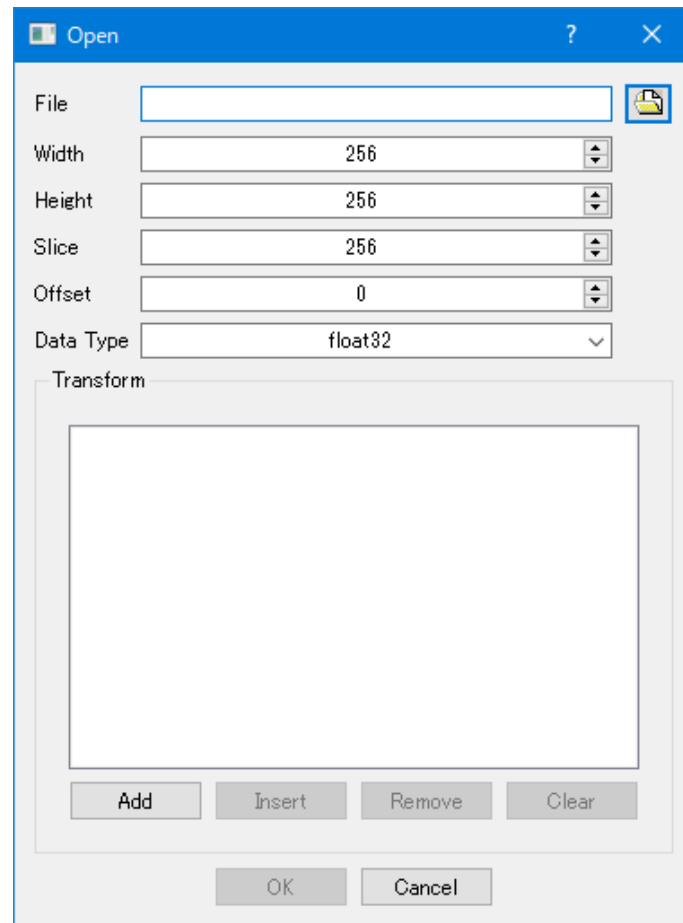 Open ?
File
Width 256
Height 256
Slice 256
Offset 0
Data Type float32
Transform
Add Insert Remove Clear
OK Cancel